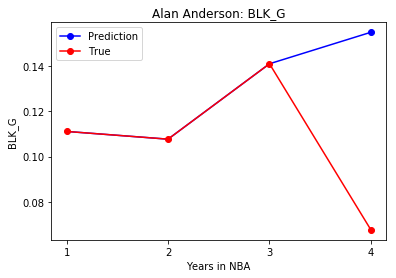 Alan Anderson: BLK_G
Prediction
True
0.14
0.12
0.10
0.08
BLK_G
1
2
3
4
Years in NBA